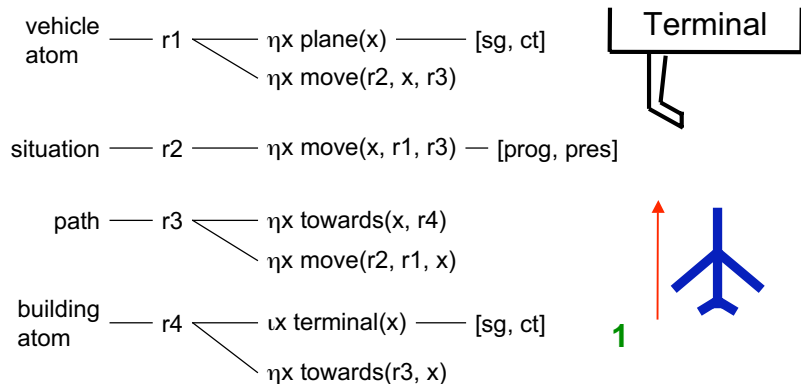 vehicle atom r1 ηx plane(x) [sg, ct]
ηx move(r2, x, r3)
situation r2 ηx move(x, r1, r3) [prog, pres]
path r3 ηx towards(x, r4)
ηx move(r2, r1, x)
building atom r4 ιx terminal(x) [sg, ct]
ηx towards(r3, x)
Terminal
1